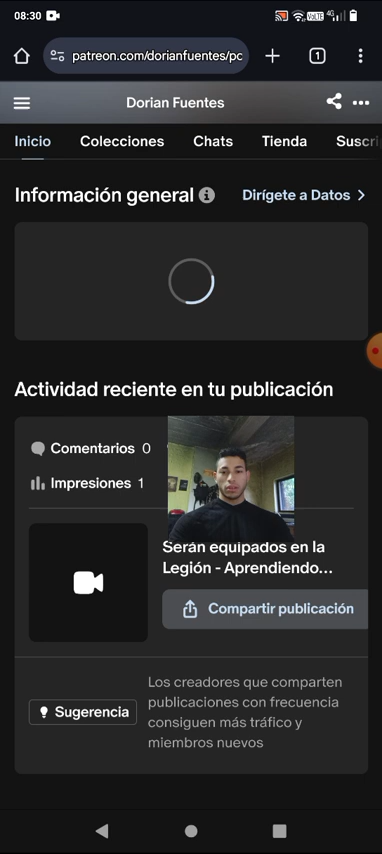 08:30
VoLTE 4G
patreon.com/dorianfuentes/pc
1
Dorian Fuentes
Inicio Colecciones Chats Tienda Suscri
Información general
Dirígete a Datos
Actividad reciente en tu publicación
Comentarios 0
Impresiones 1
Serán equipados en la
Legión - Aprendiendo...
Compartir publicación
Sugerencia
Los creadores que comparten
publicaciones con frecuencia
consiguen más tráfico y
miembros nuevos